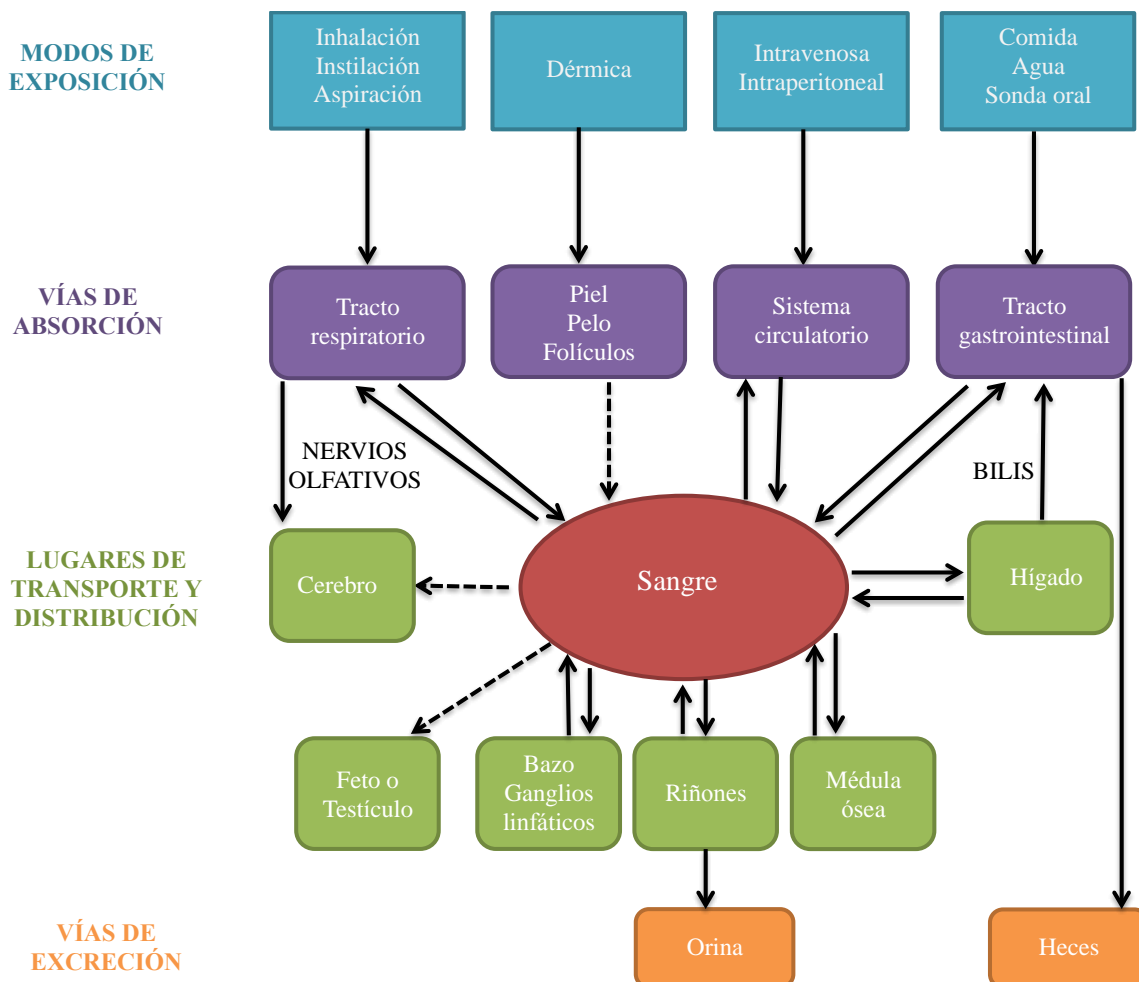 MODOS DE
EXPOSICIÓN
Inhalación
Instilación
Aspiración
Dérmica
Intravenosa
Intraperitoneal
Comida
Agua
Sonda oral
VÍAS DE
ABSORCIÓN
Tracto
respiratorio
Piel
Pelo
Folículos
Sistema
circulatorio
Tracto
gastrointestinal
NERVIOS
OLFATIVOS
BILIS
LUGARES DE
TRANSPORTE Y
DISTRIBUCIÓN
Cerebro
Sangre
Hígado
Feto o
Testículo
Bazo
Ganglios
linfáticos
Riñones
Médula
ósea
VÍAS DE
EXCRECIÓN
Orina
Heces